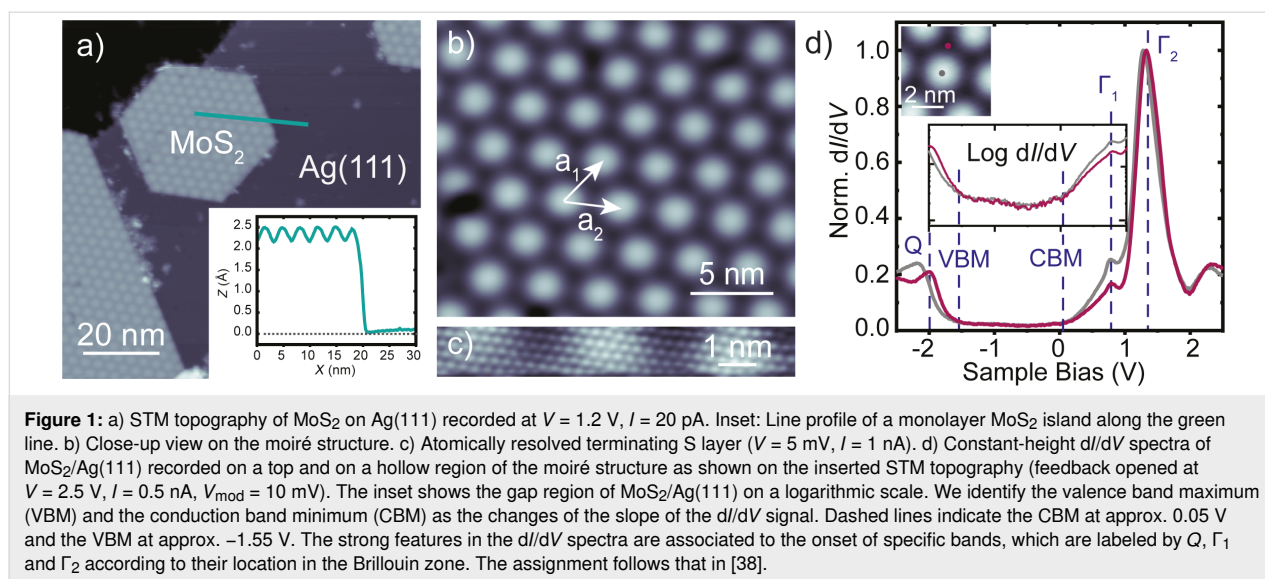 a)
MoS2
Ag(111)
20 nm
Z (Å)
2.5
2.0
1.5
1.0
0.5
0.0
0 5 10 15 20 25 30
X (nm)
b)
a1
a2
5 nm
c)
1 nm
d)
2 nm
Γ1
Γ2
Log dI/dV
Q
VBM
CBM
Norm. dI/dV
1.0
0.8
0.6
0.4
0.2
0.0
-2 -1 0 1 2
Sample Bias (V)
Figure 1: a) STM topography of MoS2 on Ag(111) recorded at V = 1.2 V, I = 20 pA. Inset: Line profile of a monolayer MoS2 island along the green
line. b) Close-up view on the moiré structure. c) Atomically resolved terminating S layer (V = 5 mV, I = 1 nA). d) Constant-height dI/dV spectra of
MoS2/Ag(111) recorded on a top and on a hollow region of the moiré structure as shown on the inserted STM topography (feedback opened at
V = 2.5 V, I = 0.5 nA, Vmod = 10 mV). The inset shows the gap region of MoS2/Ag(111) on a logarithmic scale. We identify the valence band maximum
(VBM) and the conduction band minimum (CBM) as the changes of the slope of the dI/dV signal. Dashed lines indicate the CBM at approx. 0.05 V
and the VBM at approx. −1.55 V. The strong features in the dI/dV spectra are associated to the onset of specific bands, which are labeled by Q, Γ1
and Γ2 according to their location in the Brillouin zone. The assignment follows that in [38].